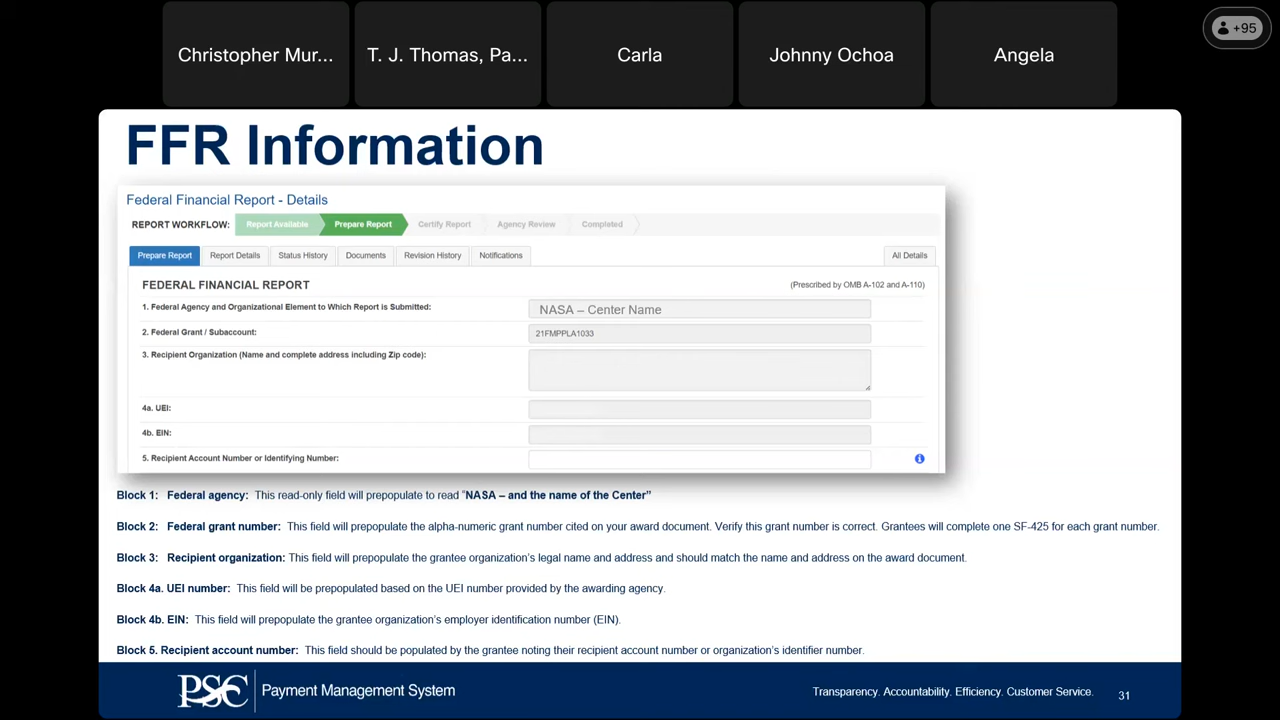 Christopher Mur...
T. J. Thomas, Pa...
Carla
Johnny Ochoa
Angela
+95
FFR Information
Federal Financial Report - Details
REPORT WORKFLOW: Report Available Prepare Report Certify Report Agency Review Completed
Prepare Report Report Details Status History Documents Revision History Notifications All Details
FEDERAL FINANCIAL REPORT (Prescribed by OMB A-102 and A-110)
1. Federal Agency and Organizational Element to Which Report is Submitted: NASA – Center Name
2. Federal Grant / Subaccount: 21FMPPLA1033
3. Recipient Organization (Name and complete address including Zip code):
4a. UEI:
4b. EIN:
5. Recipient Account Number or Identifying Number:
Block 1: Federal agency: This read-only field will prepopulate to read “NASA – and the name of the Center”
Block 2: Federal grant number: This field will prepopulate the alpha-numeric grant number cited on your award document. Verify this grant number is correct. Grantees will complete one SF-425 for each grant number.
Block 3: Recipient organization: This field will prepopulate the grantee organization’s legal name and address and should match the name and address on the award document.
Block 4a. UEI number: This field will be prepopulated based on the UEI number provided by the awarding agency.
Block 4b. EIN: This field will prepopulate the grantee organization’s employer identification number (EIN).
Block 5. Recipient account number: This field should be populated by the grantee noting their recipient account number or organization’s identifier number.
PSC Payment Management System
Transparency. Accountability. Efficiency. Customer Service. 31